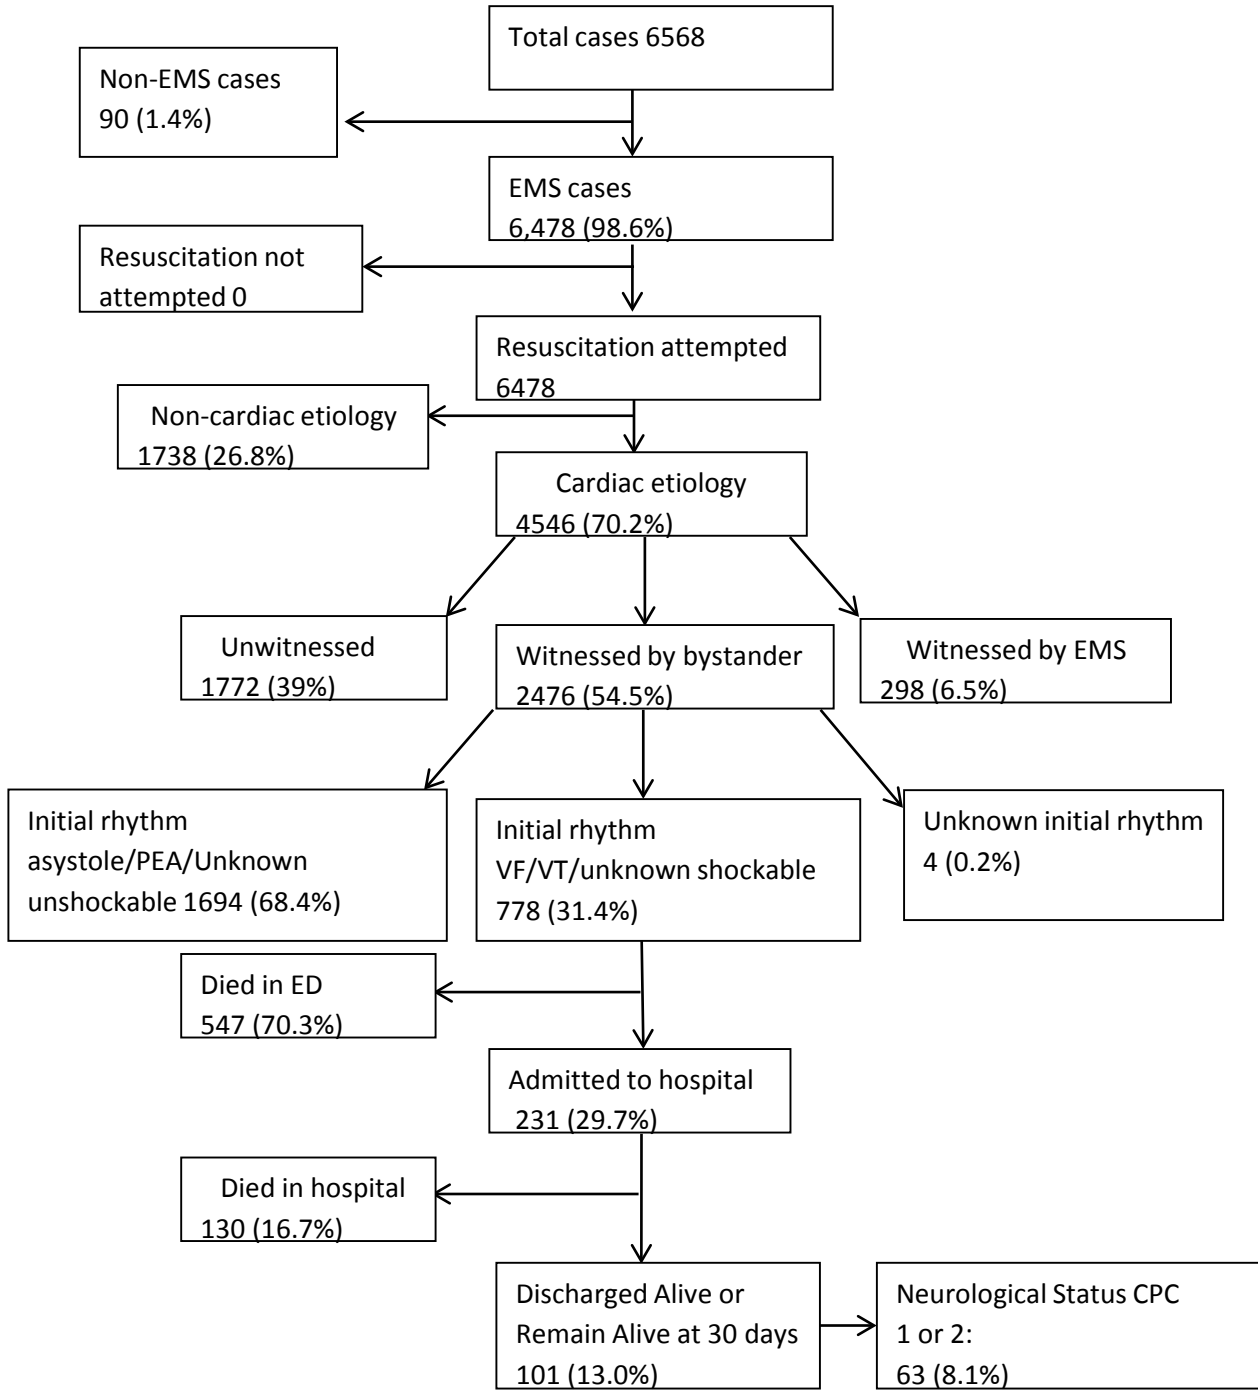 Total cases 6568
Non-EMS cases
90 (1.4%)
EMS cases
6,478 (98.6%)
Resuscitation not
attempted 0
Resuscitation attempted
6478
Non-cardiac etiology
1738 (26.8%)
Cardiac etiology
4546 (70.2%)
Unwitnessed
1772 (39%)
Witnessed by bystander
2476 (54.5%)
Witnessed by EMS
298 (6.5%)
Initial rhythm
asystole/PEA/Unknown
unshockable 1694 (68.4%)
Initial rhythm
VF/VT/unknown shockable
778 (31.4%)
Unknown initial rhythm
4 (0.2%)
Died in ED
547 (70.3%)
Admitted to hospital
231 (29.7%)
Died in hospital
130 (16.7%)
Discharged Alive or
Remain Alive at 30 days
101 (13.0%)
Neurological Status CPC
1 or 2:
63 (8.1%)